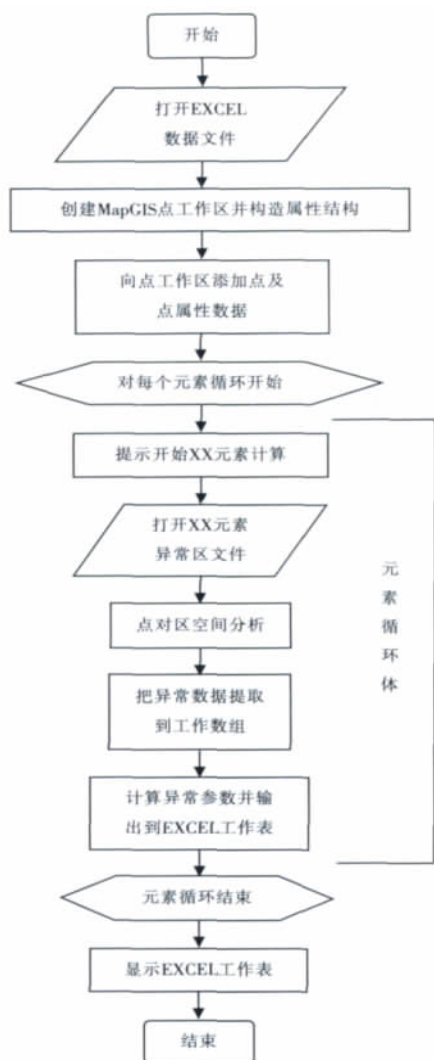 开始
打开EXCEL
数据文件
创建MapGIS点工作区并构造属性结构
向点工作区添加点及
点属性数据
对每个元素循环开始
提示开始XX元素计算
打开XX元素
异常区文件
点对区空间分析
把异常数据提取
到工作数组
计算异常参数并输
出到EXCEL工作表
元素循环体
元素循环结束
显示EXCEL工作表
结束